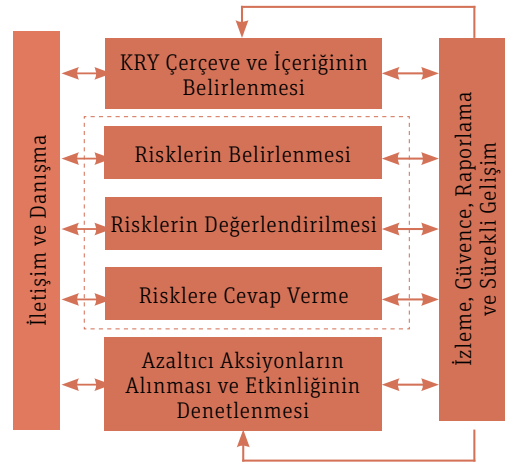 İletişim ve Danışma
KRY Çerçeve ve İçeriğinin
Belirlenmesi
Risklerin Belirlenmesi
Risklerin Değerlendirilmesi
Risklere Cevap Verme
Azaltıcı Aksiyonların
Alınması ve Etkinliğinin
Denetlenmesi
İzleme, Güvence, Raporlama
ve Sürekli Gelişim